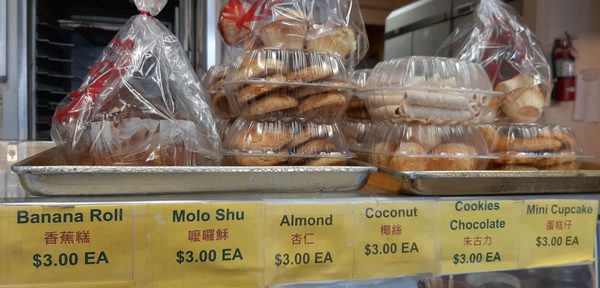 Banana Roll
香蕉糕
$3.00 EA
Molo Shu
嚒囉酥
$3.00 EA
Almond
杏仁
$3.00 EA
Coconut
椰絲
$3.00 EA
Cookies
Chocolate
朱古力
$3.00 EA
Mini Cupcake
蛋糕仔
$3.00 EA